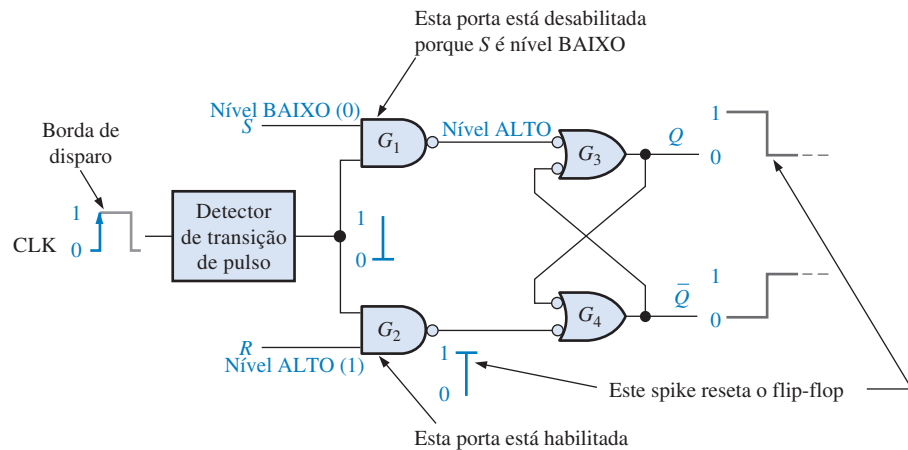 Esta porta está desabilitada
porque S é nível BAIXO
Nível BAIXO (0)
S
G1
Nível ALTO
G3
Q
1
0
Borda de
disparo
1
CLK
0
Detector
de transição
de pulso
1
0
G2
R
Nível ALTO (1)
G4
Q̅
1
0
1
0
Este spike reseta o flip-flop
Esta porta está habilitada